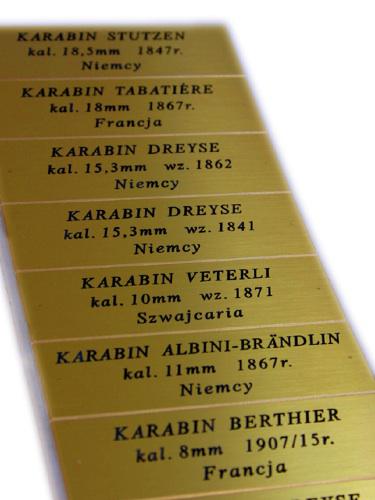 KARABIN STUTZEN
kal. 18,5mm 1847r.
Niemcy
KARABIN TABATIÈRE
kal. 18mm 1867r.
Francja
KARABIN DREYSE
kal. 15,3mm wz. 1862
Niemcy
KARABIN DREYSE
kal. 15,3mm wz. 1841
Niemcy
KARABIN VETERLI
kal. 10mm wz. 1871
Szwajcaria
KARABIN ALBINI-BRÄNDLIN
kal. 11mm 1867r.
Niemcy
KARABIN BERTHIER
kal. 8mm 1907/15r.
Francja